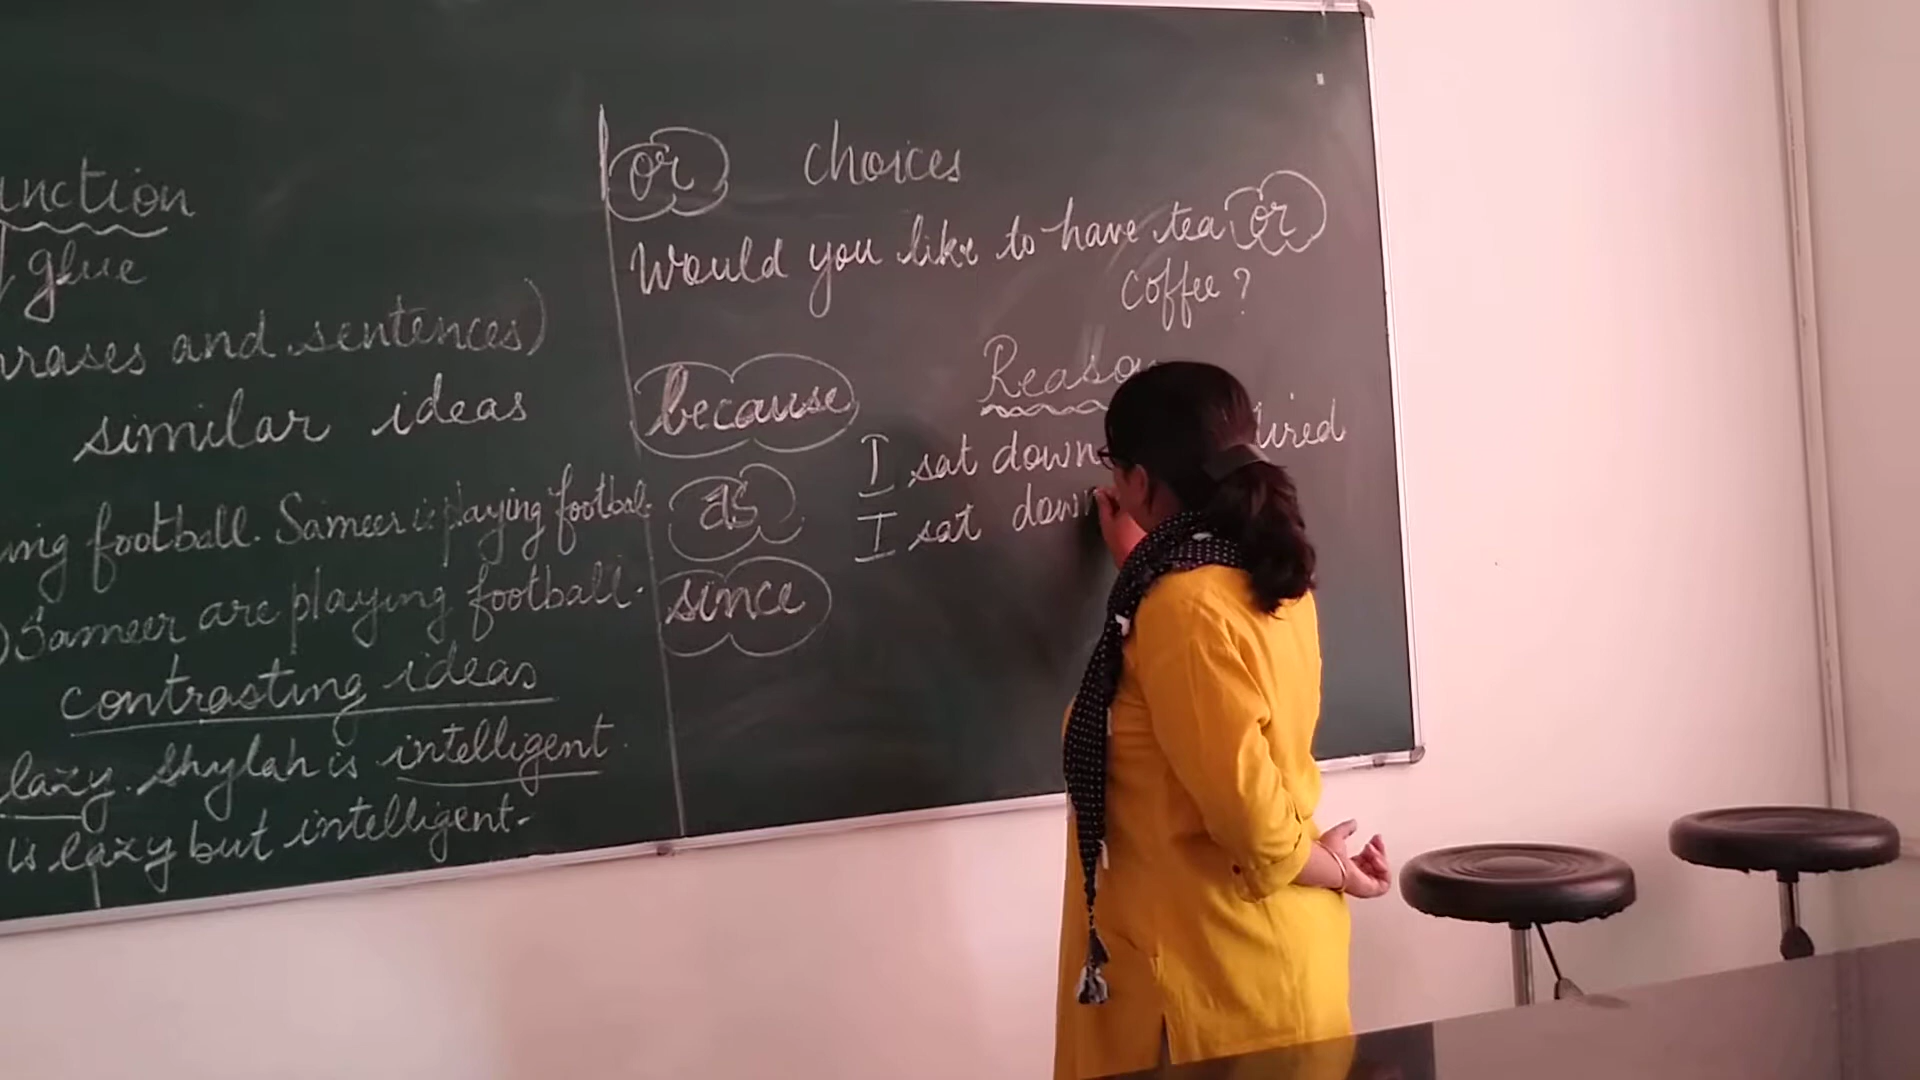 unction
glue
hrases and sentences)
similar ideas
ing football. Sameer is playing football
Sameer are playing football.
contrasting ideas
lazy. Shylah is intelligent.
is lazy but intelligent.
or choices
Would you like to have tea or
coffee?
because Reaso
I sat down tired
as I sat down
since